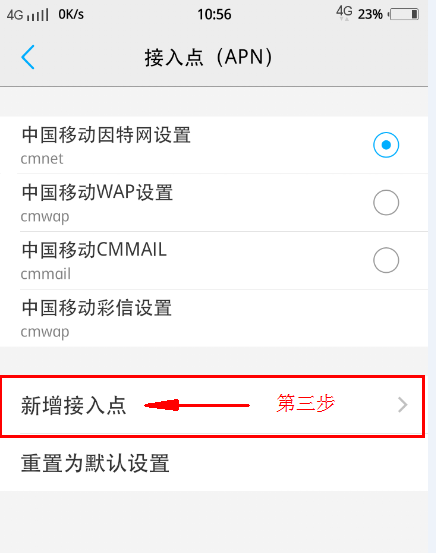 4G 0K/s 10:56 4G 23%
接入点（APN）
中国移动因特网设置
cmnet
中国移动WAP设置
cmwap
中国移动CMMAIL
cmmail
中国移动彩信设置
cmwap
新增接入点 第三步
重置为默认设置